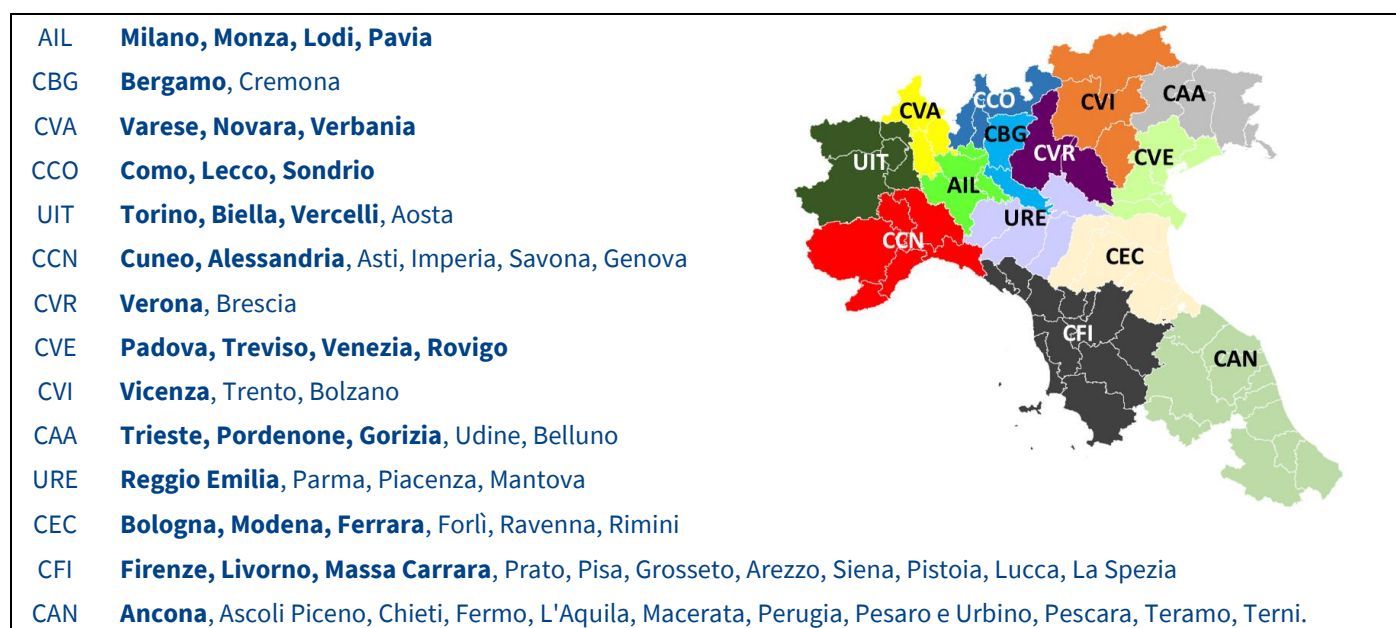 AIL Milano, Monza, Lodi, Pavia
CBG Bergamo, Cremona
CVA Varese, Novara, Verbania
CCO Como, Lecco, Sondrio
UIT Torino, Biella, Vercelli, Aosta
CCN Cuneo, Alessandria, Asti, Imperia, Savona, Genova
CVR Verona, Brescia
CVE Padova, Treviso, Venezia, Rovigo
CVI Vicenza, Trento, Bolzano
CAA Trieste, Pordenone, Gorizia, Udine, Belluno
URE Reggio Emilia, Parma, Piacenza, Mantova
CEC Bologna, Modena, Ferrara, Forlì, Ravenna, Rimini
CFI Firenze, Livorno, Massa Carrara, Prato, Pisa, Grosseto, Arezzo, Siena, Pistoia, Lucca, La Spezia
CAN Ancona, Ascoli Piceno, Chieti, Fermo, L'Aquila, Macerata, Perugia, Pesaro e Urbino, Pescara, Teramo, Terni.
CCO
CVI
CAA
CVA
CBG
CVR
CVE
UIT
AIL
URE
CCN
CEC
CFI
CAN